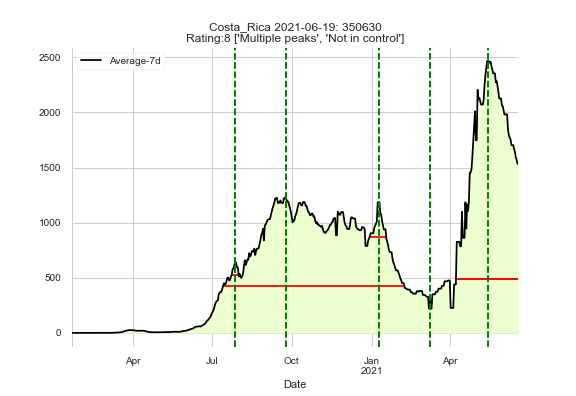 Costa_Rica 2021-06-19: 350630
Rating:8 ['Multiple peaks', 'Not in control']
Average-7d
2500
2000
1500
1000
500
0
Apr
Jul
Oct
Jan
2021
Apr
Date